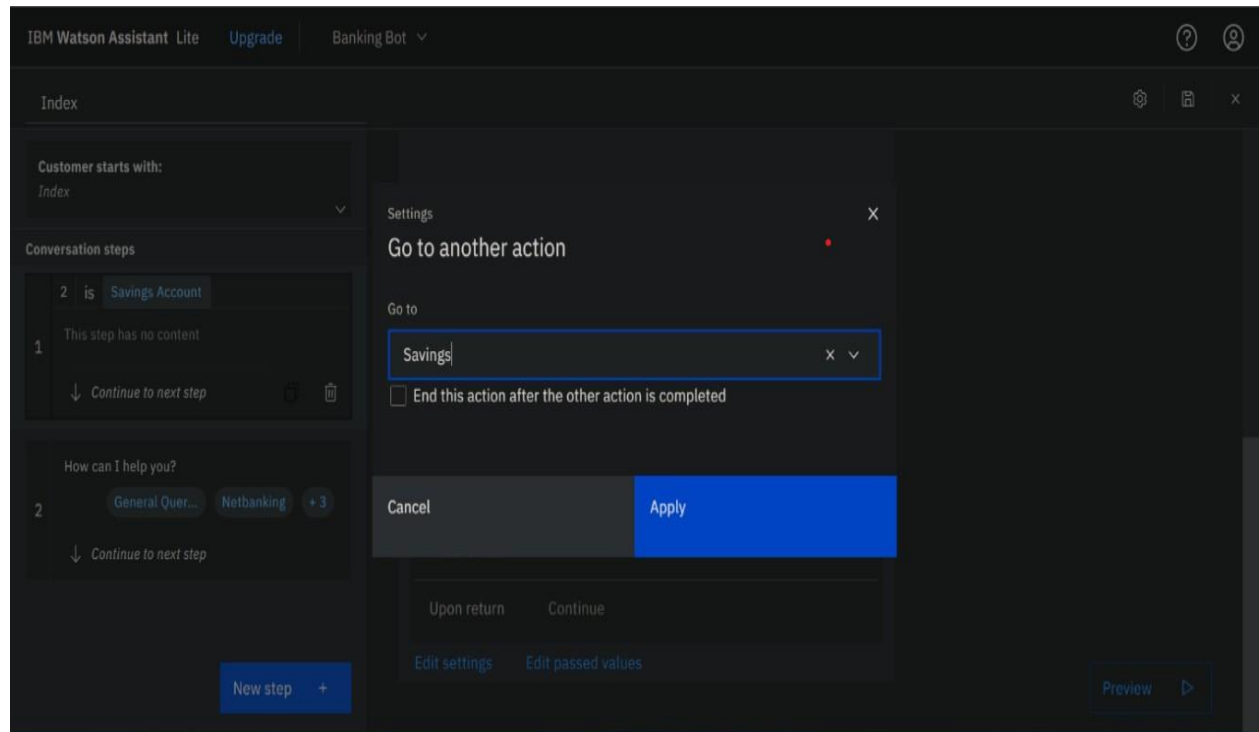 IBM Watson Assistant Lite Upgrade Banking Bot
Index
Customer starts with:
Index
Conversation steps
1
2 is Savings Account
This step has no content
Continue to next step
2
How can I help you?
General Quer... Netbanking + 3
Continue to next step
New step +
Settings X
Go to another action
Go to
Savings
End this action after the other action is completed
Cancel Apply
Upon return Continue
Edit settings Edit passed values
Preview